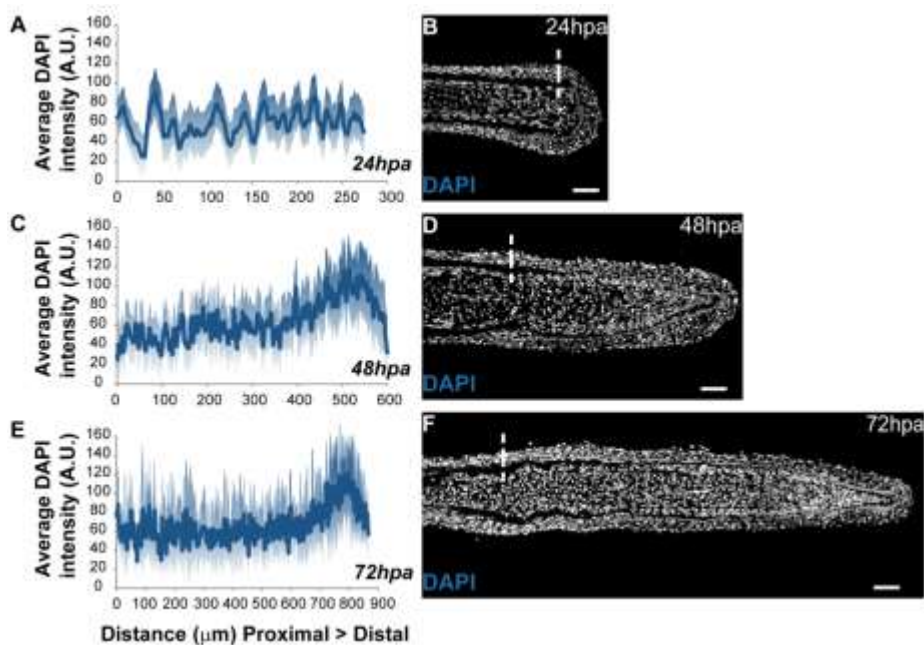 A
160
140
120
100
80
60
40
20
0
Average DAPI
intensity (A.U.)
24hpa
0 50 100 150 200 250 300
B
24hpa
DAPI
C
160
140
120
100
80
60
40
20
0
Average DAPI
intensity (A.U.)
48hpa
0 100 200 300 400 500 600
D
48hpa
DAPI
E
160
140
120
100
80
60
40
20
0
Average DAPI
intensity (A.U.)
72hpa
0 100 200 300 400 500 600 700 800 900
Distance (μm) Proximal > Distal
F
72hpa
DAPI